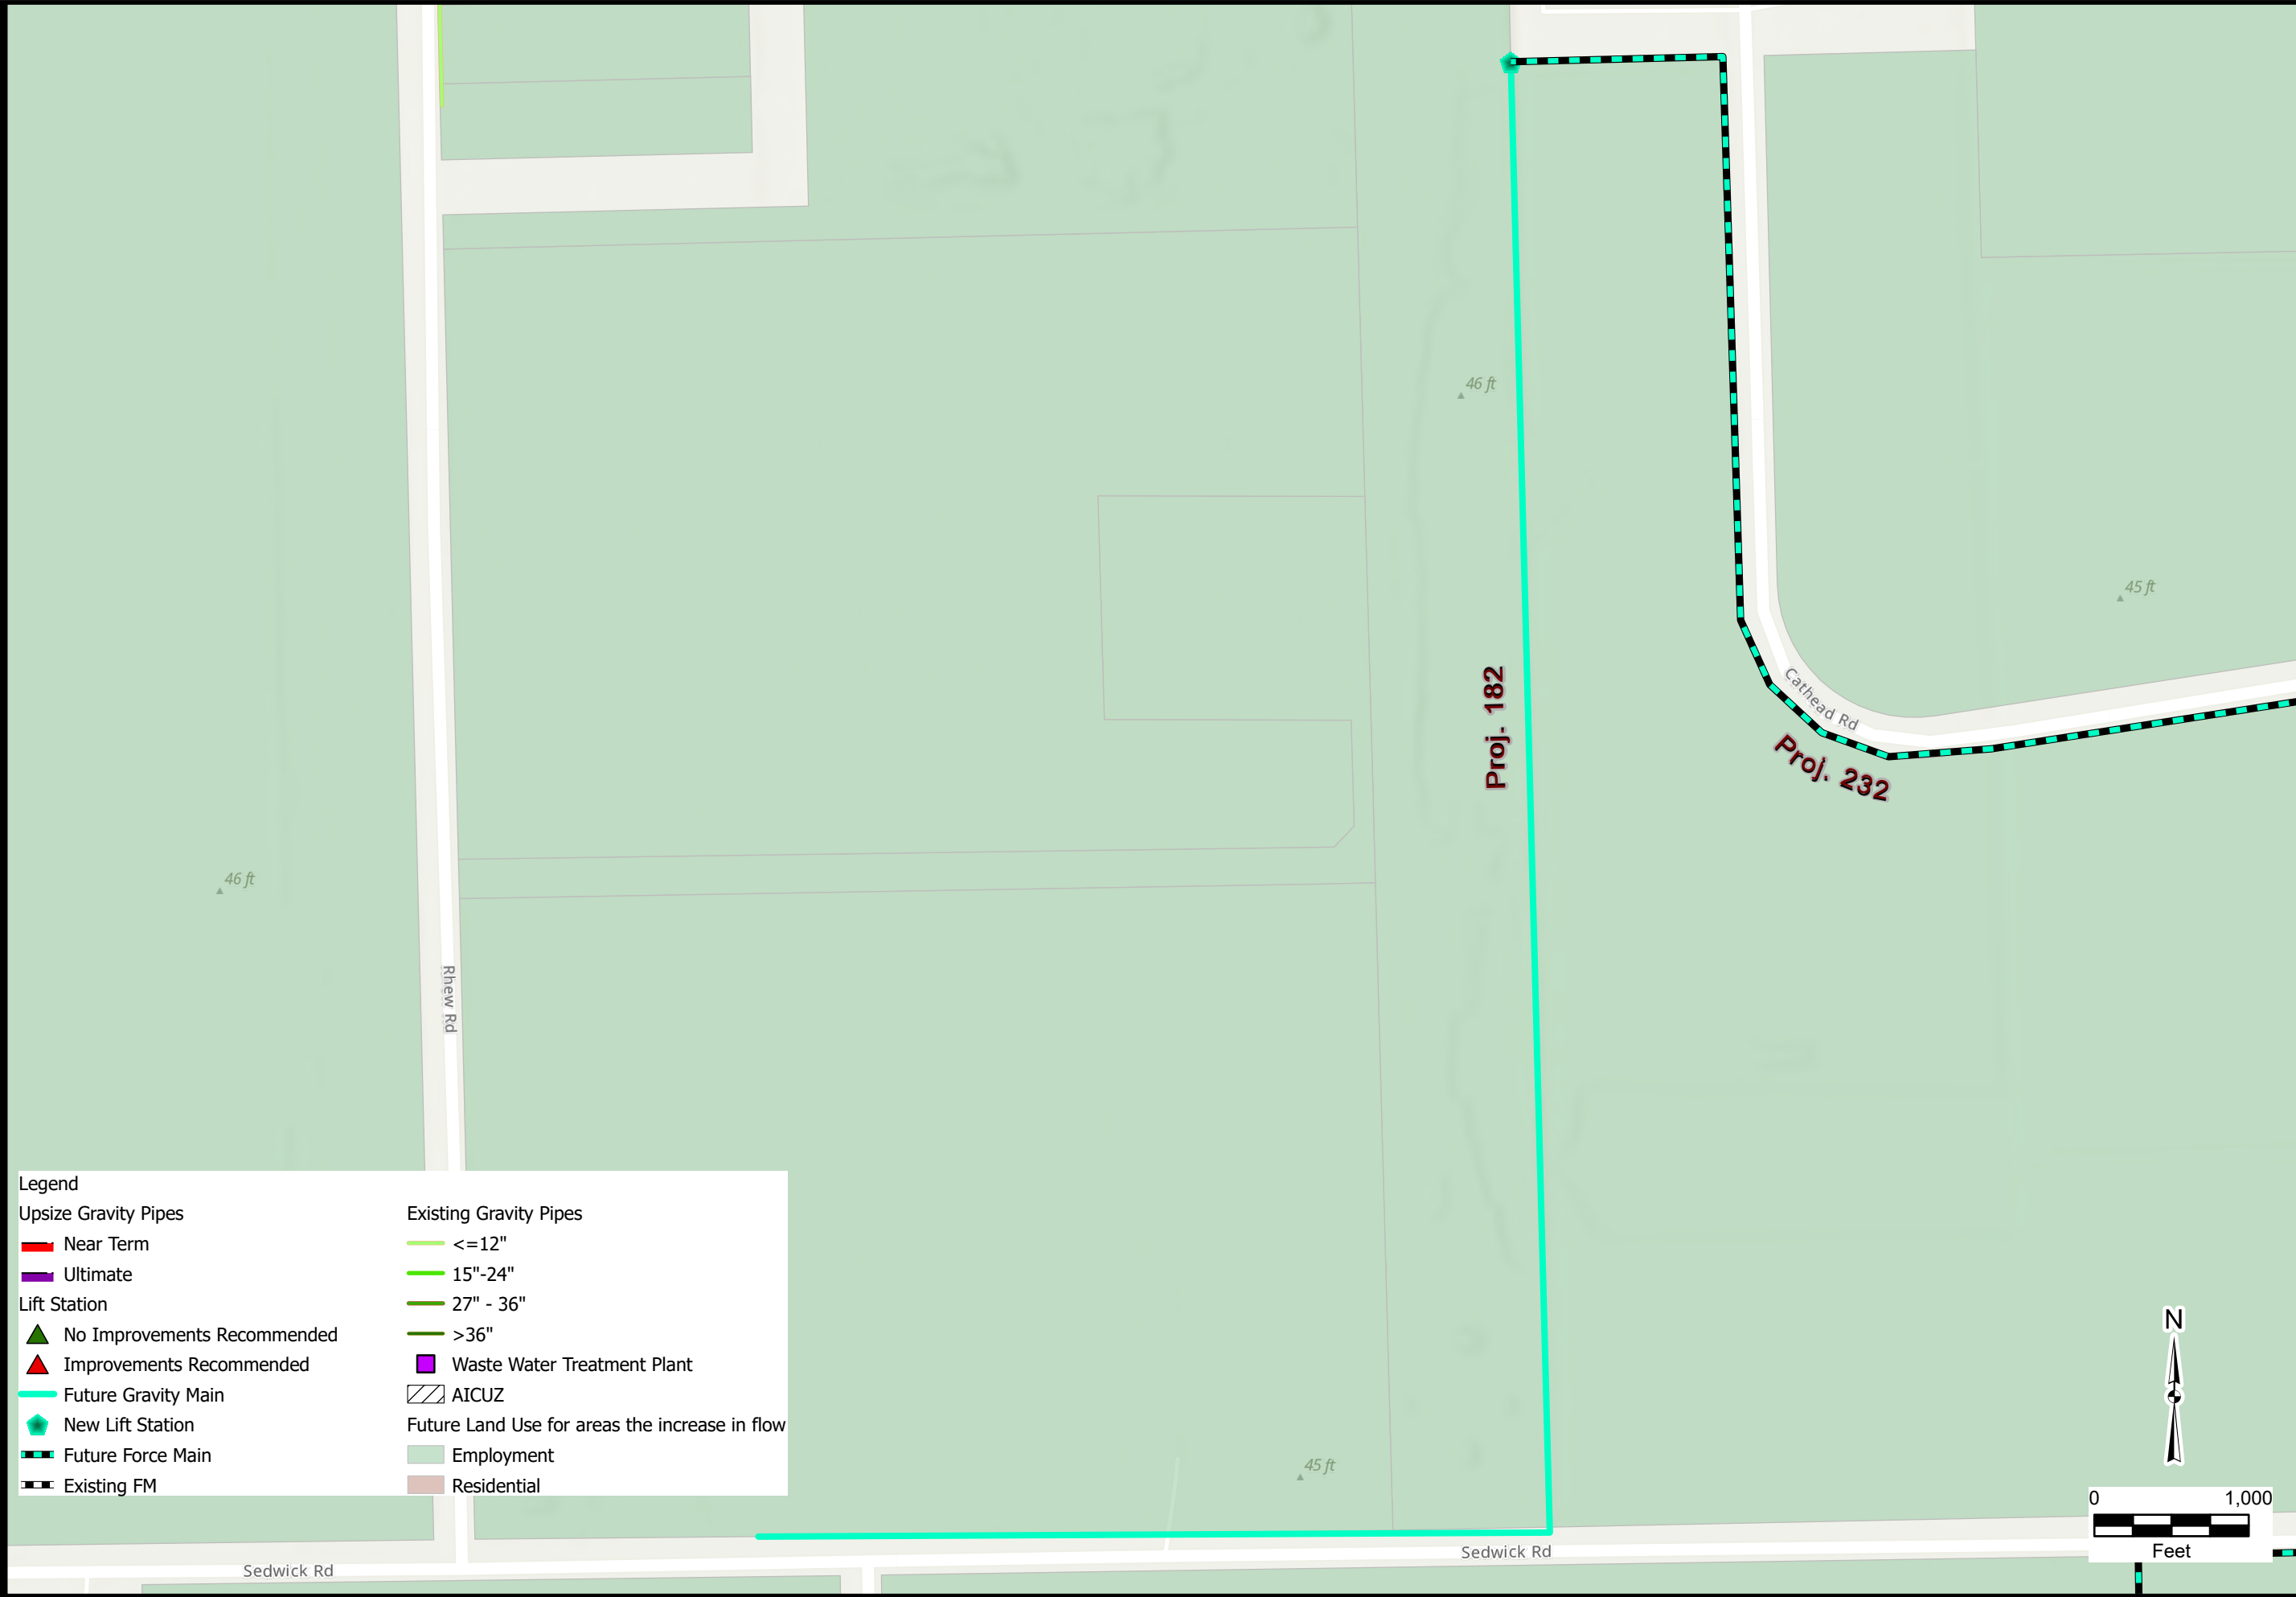 46 ft
45 ft
Proj. 182
Cathead Rd
Proj. 232
46 ft
Rhew Rd
Legend
Upsize Gravity Pipes
Near Term
Ultimate
Lift Station
No Improvements Recommended
Improvements Recommended
Future Gravity Main
New Lift Station
Future Force Main
Existing FM
Existing Gravity Pipes
<=12"
15"-24"
27" - 36"
>36"
Waste Water Treatment Plant
AICUZ
Future Land Use for areas the increase in flow
Employment
Residential
45 ft
N
0 1,000
Feet
Sedwick Rd
Sedwick Rd